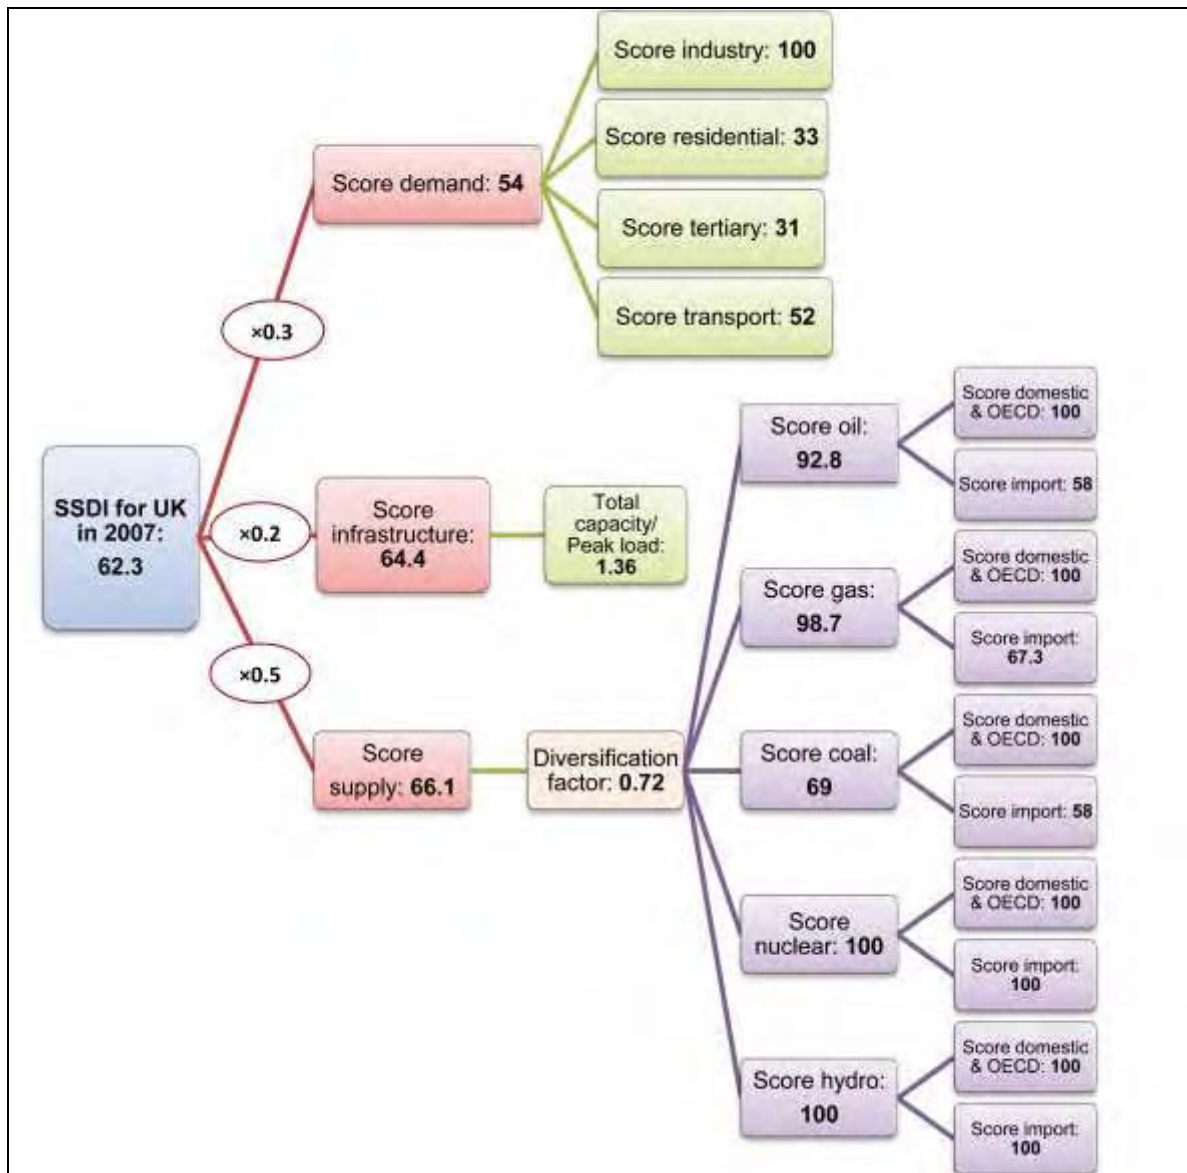 Score industry: 100
Score residential: 33
Score demand: 54
Score tertiary: 31
Score transport: 52
×0.3
SSDI for UK
in 2007:
62.3
×0.2
Score
infrastructure:
64.4
Total
capacity/
Peak load:
1.36
×0.5
Score
supply: 66.1
Diversification
factor: 0.72
Score oil:
92.8
Score domestic
& OECD: 100
Score import: 58
Score gas:
98.7
Score domestic
& OECD: 100
Score import:
67.3
Score coal:
69
Score domestic
& OECD: 100
Score import: 58
Score
nuclear: 100
Score domestic
& OECD: 100
Score import:
100
Score hydro:
100
Score domestic
& OECD: 100
Score import:
100